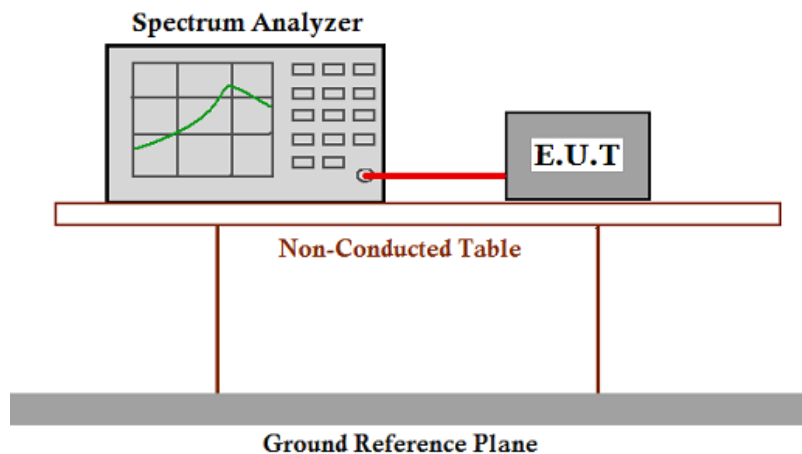 Spectrum Analyzer
E.U.T
Non-Conducted Table
Ground Reference Plane